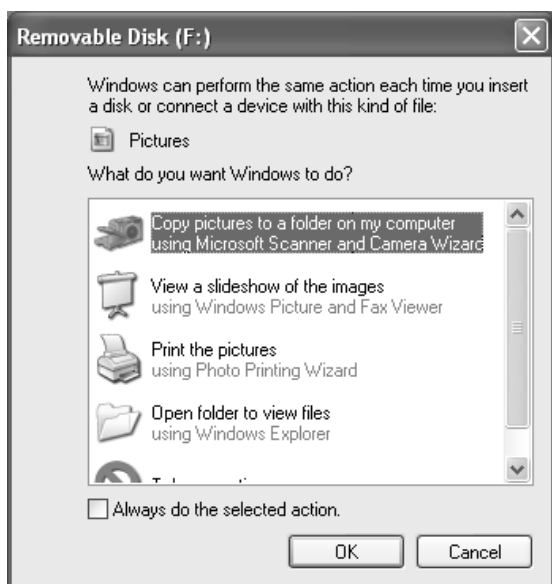 Removable Disk (F:)
Windows can perform the same action each time you insert
a disk or connect a device with this kind of file:
Pictures
What do you want Windows to do?
Copy pictures to a folder on my computer
using Microsoft Scanner and Camera Wizard
View a slideshow of the images
using Windows Picture and Fax Viewer
Print the pictures
using Photo Printing Wizard
Open folder to view files
using Windows Explorer
Always do the selected action.
OK
Cancel